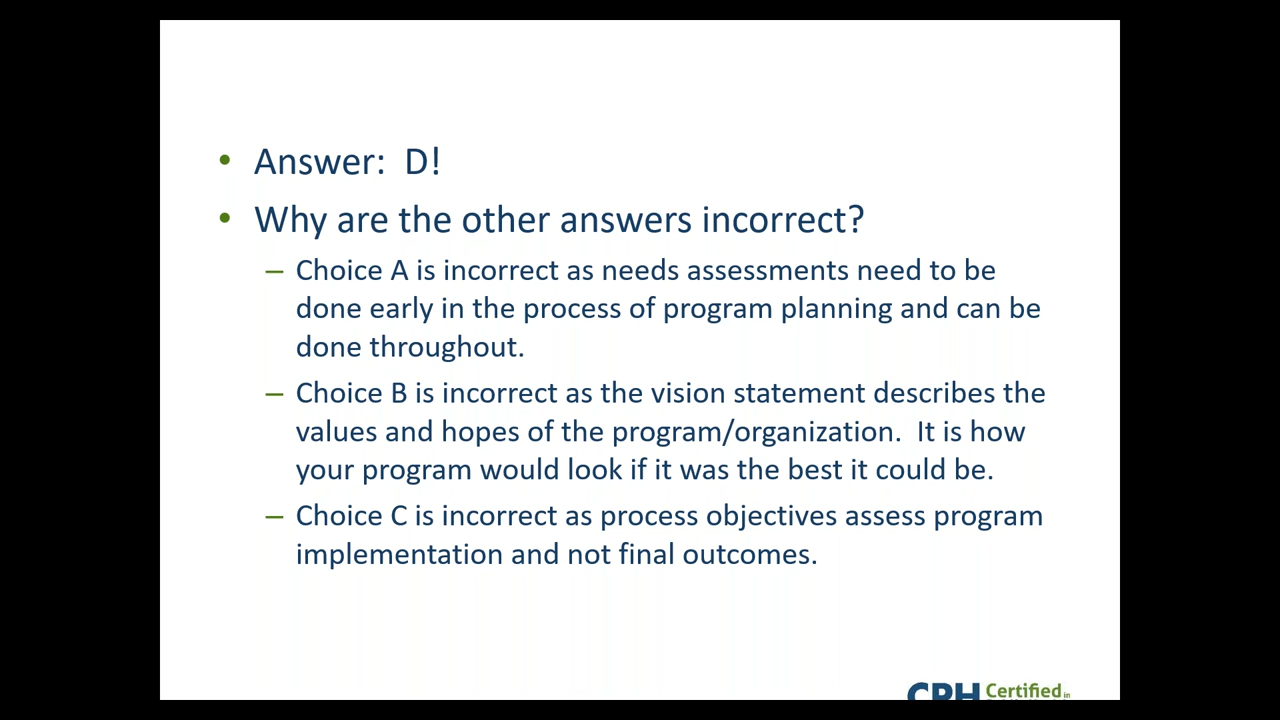 • Answer:  D!
• Why are the other answers incorrect?
– Choice A is incorrect as needs assessments need to be
done early in the process of program planning and can be
done throughout.
– Choice B is incorrect as the vision statement describes the
values and hopes of the program/organization.  It is how
your program would look if it was the best it could be.
– Choice C is incorrect as process objectives assess program
implementation and not final outcomes.
CPH Certified in